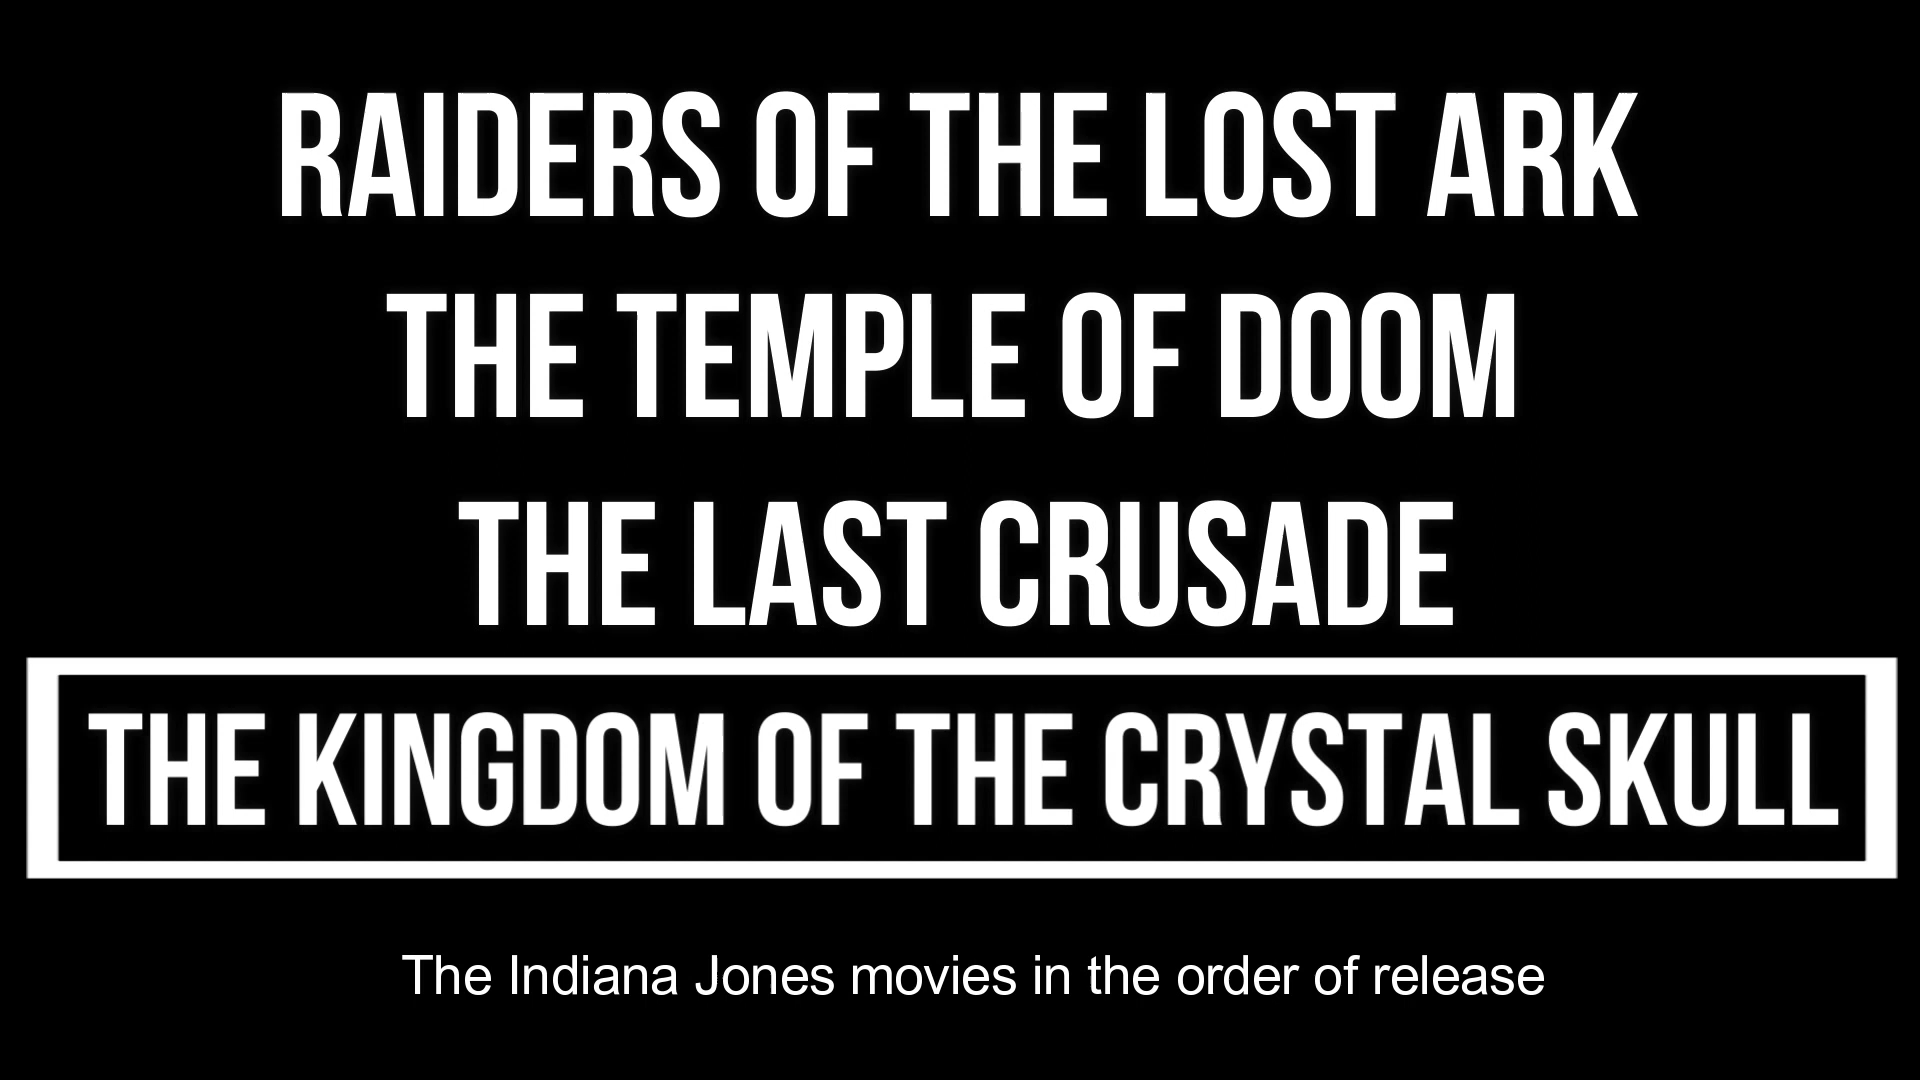 RAIDERS OF THE LOST ARK
THE TEMPLE OF DOOM
THE LAST CRUSADE
THE KINGDOM OF THE CRYSTAL SKULL
The Indiana Jones movies in the order of release